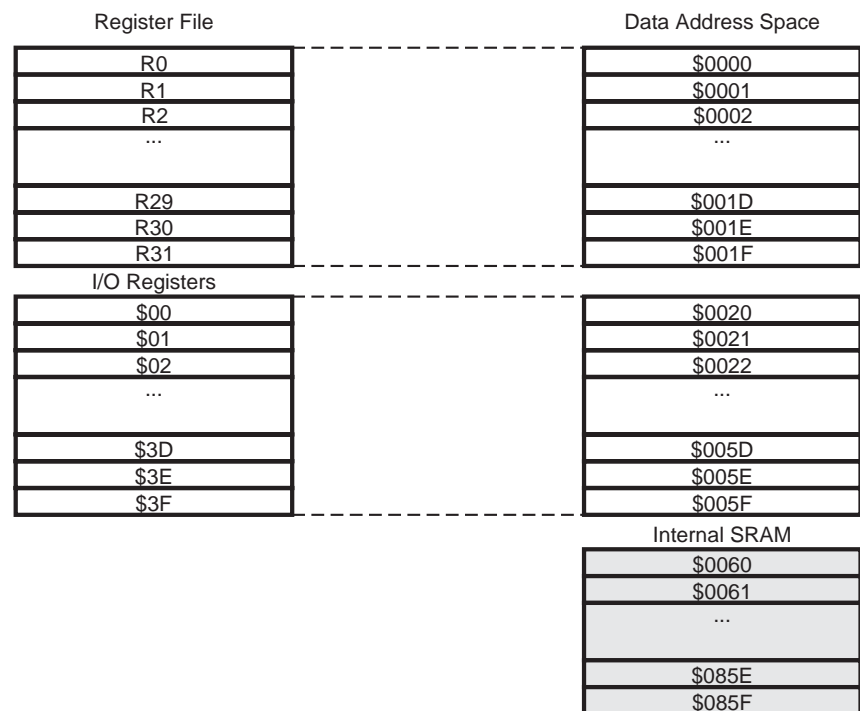 Register File Data Address Space
R0 $0000
R1 $0001
R2 $0002
... ...
R29 $001D
R30 $001E
R31 $001F
I/O Registers
$00 $0020
$01 $0021
$02 $0022
... ...
$3D $005D
$3E $005E
$3F $005F
Internal SRAM
$0060
$0061
...
$085E
$085F